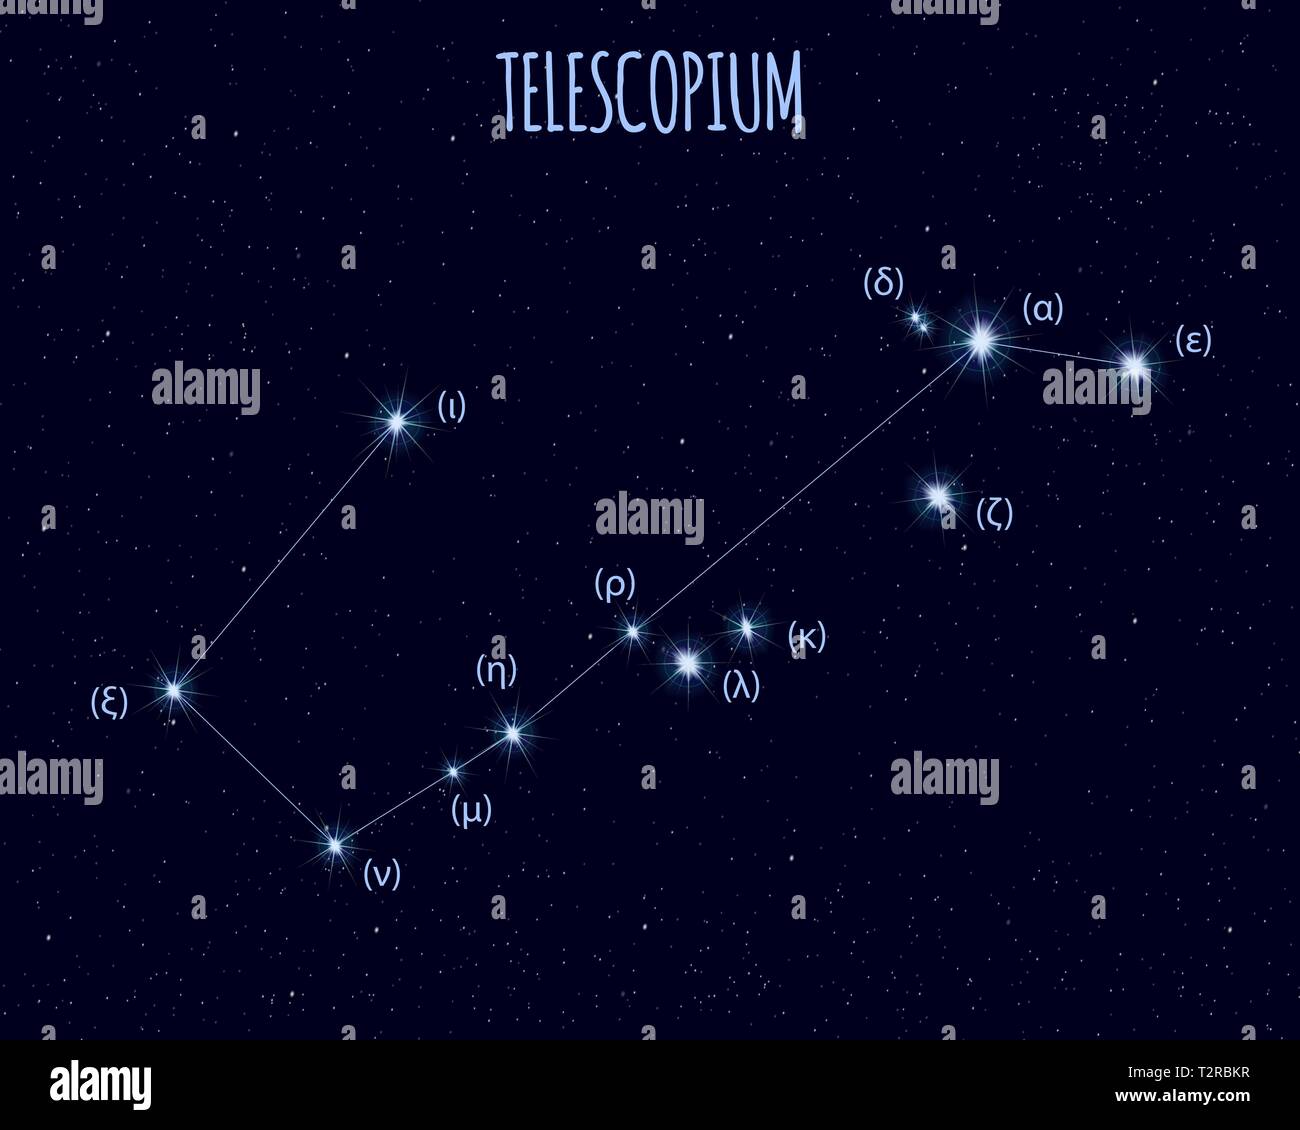 TELESCOPIUM
(δ)
(α)
(ε)
(ι)
(ζ)
(ρ)
(κ)
(η)
(λ)
(ξ)
(μ)
(ν)
alamy
alamy
alamy
alamy
alamy
alamy
Image ID: T2RBKR
www.alamy.com